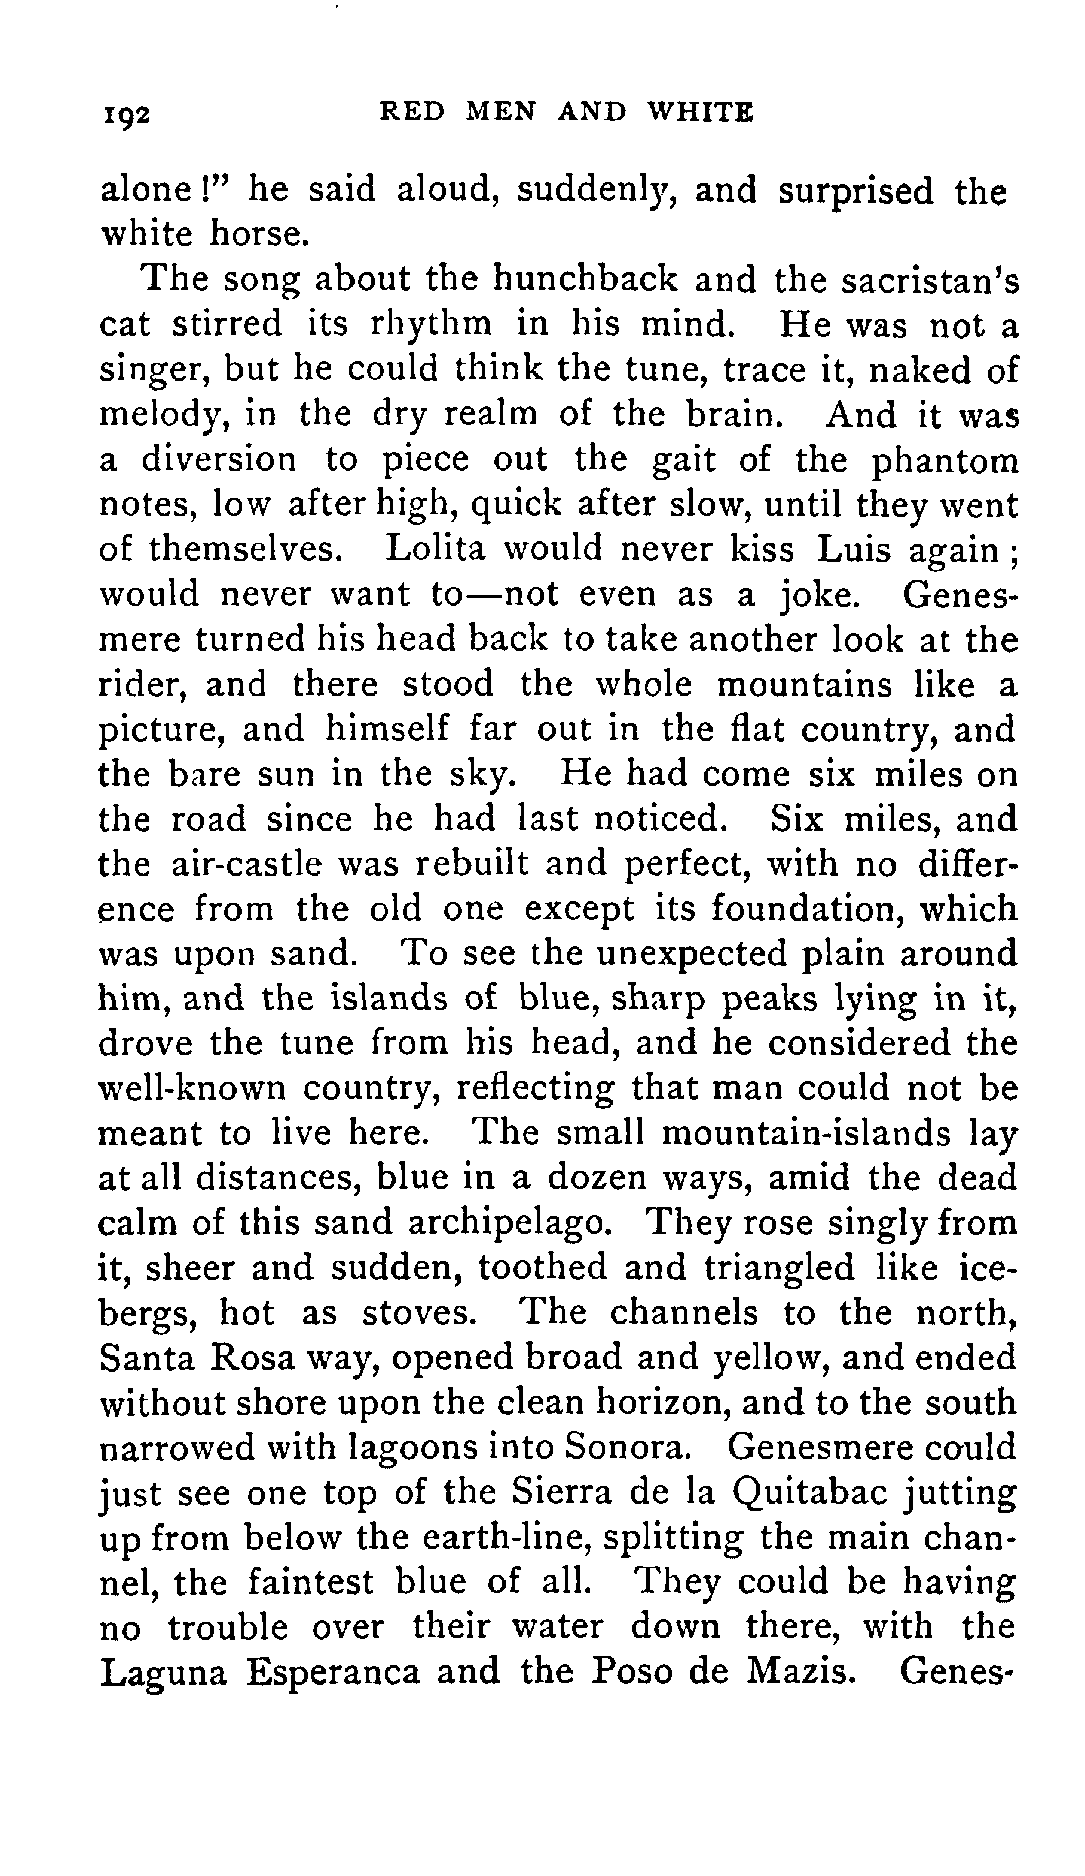 192 RED MEN AND WHITE
alone!" he said aloud, suddenly, and surprised the
white horse.
The song about the hunchback and the sacristan's
cat stirred its rhythm in his mind. He was not a
singer, but he could think the tune, trace it, naked of
melody, in the dry realm of the brain. And it was
a diversion to piece out the gait of the phantom
notes, low after high, quick after slow, until they went
of themselves. Lolita would never kiss Luis again;
would never want to—not even as a joke. Genes-
mere turned his head back to take another look at the
rider, and there stood the whole mountains like a
picture, and himself far out in the flat country, and
the bare sun in the sky. He had come six miles on
the road since he had last noticed. Six miles, and
the air-castle was rebuilt and perfect, with no differ-
ence from the old one except its foundation, which
was upon sand. To see the unexpected plain around
him, and the islands of blue, sharp peaks lying in it,
drove the tune from his head, and he considered the
well-known country, reflecting that man could not be
meant to live here. The small mountain-islands lay
at all distances, blue in a dozen ways, amid the dead
calm of this sand archipelago. They rose singly from
it, sheer and sudden, toothed and triangled like ice-
bergs, hot as stoves. The channels to the north,
Santa Rosa way, opened broad and yellow, and ended
without shore upon the clean horizon, and to the south
narrowed with lagoons into Sonora. Genesmere could
just see one top of the Sierra de la Quitabac jutting
up from below the earth-line, splitting the main chan-
nel, the faintest blue of all. They could be having
no trouble over their water down there, with the
Laguna Esperanca and the Poso de Mazis. Genes-